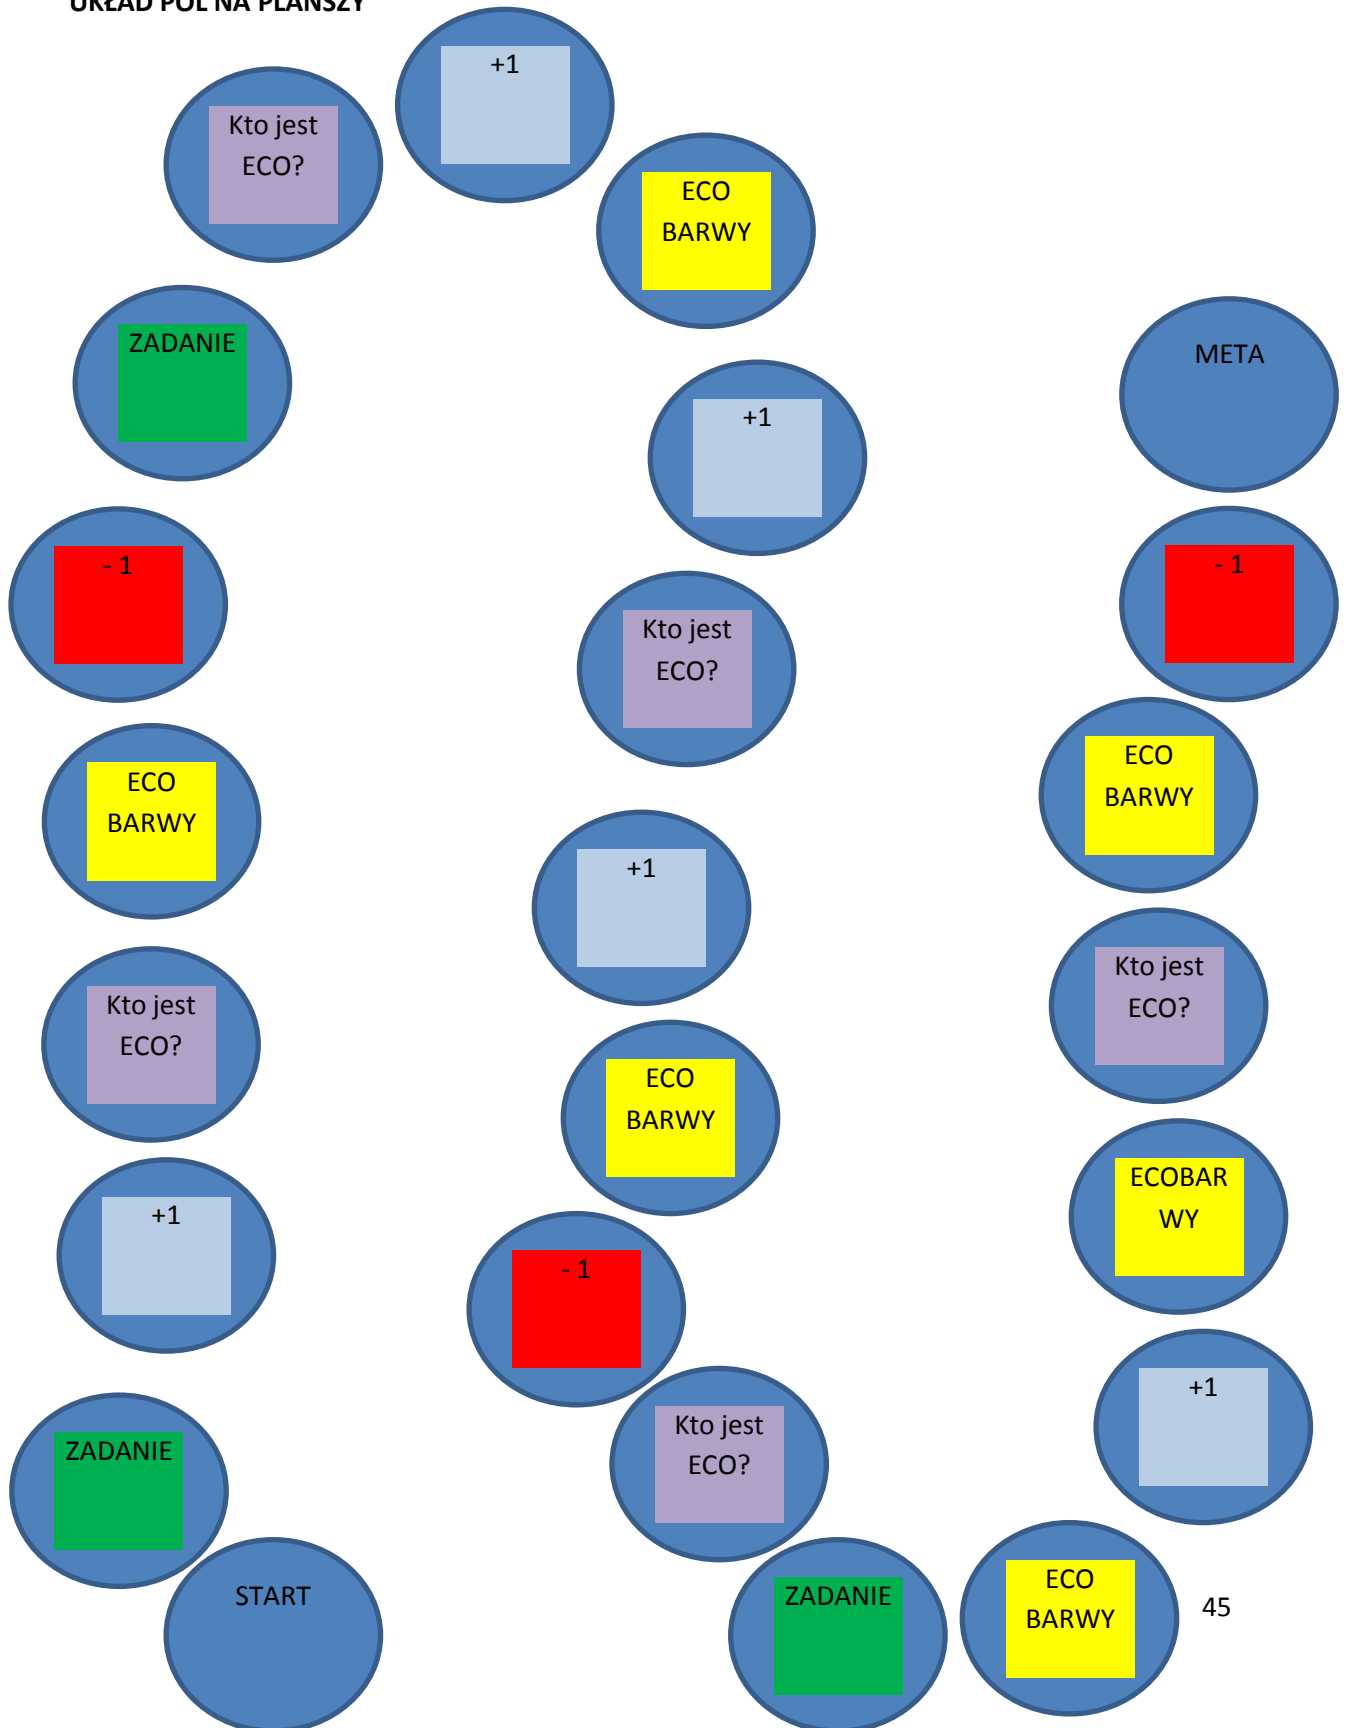 UKŁAD PÓL NA PLANSZY
+1
Kto jest
ECO?
ECO
BARWY
ZADANIE
META
+1
- 1
- 1
Kto jest
ECO?
ECO
BARWY
ECO
BARWY
+1
Kto jest
ECO?
Kto jest
ECO?
ECO
BARWY
ECOBAR
WY
+1
- 1
+1
Kto jest
ECO?
ZADANIE
START
ZADANIE
ECO
BARWY
45